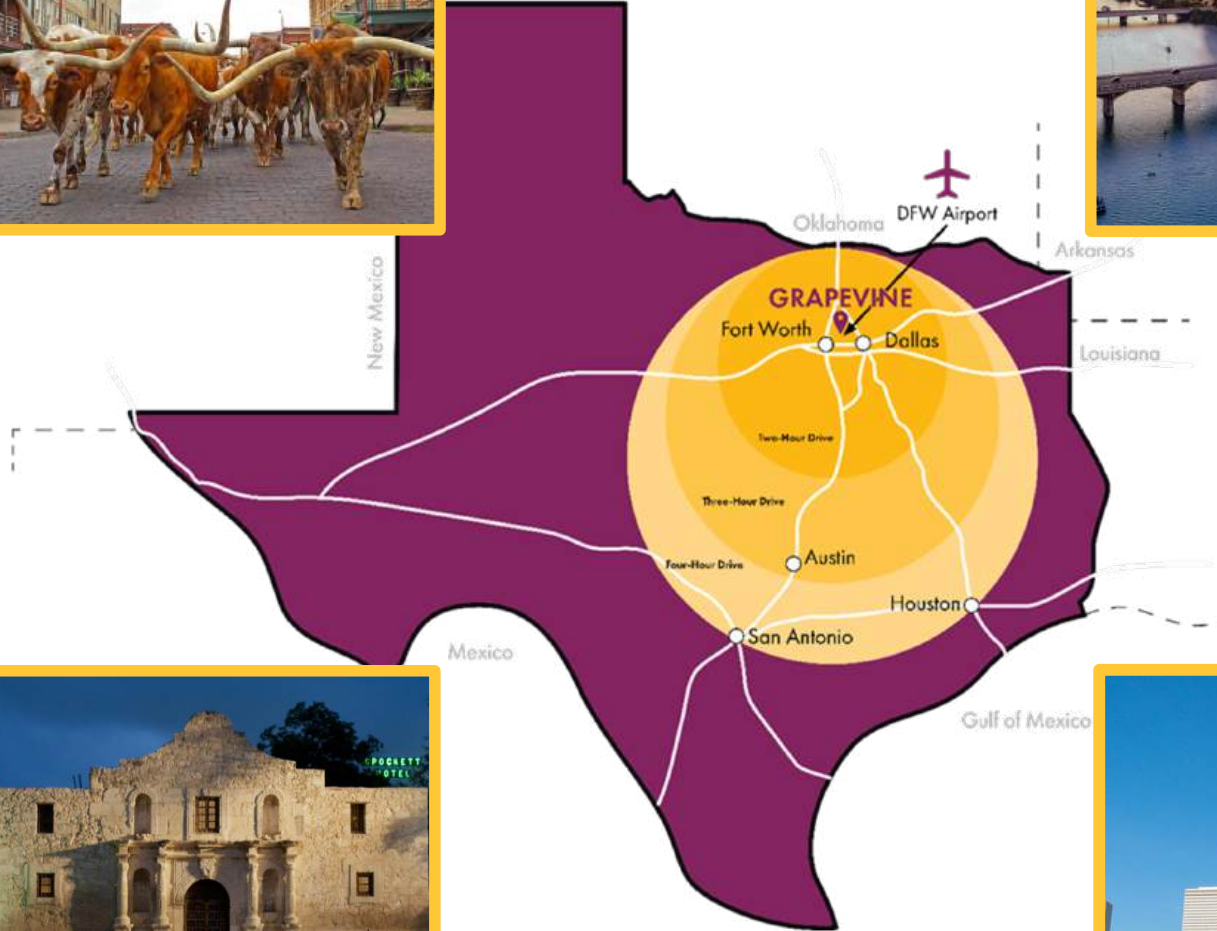 DFW Airport
Oklahoma
Arkansas
New Mexico
GRAPEVINE
Fort Worth
Dallas
Louisiana
Two-Hour Drive
Three-Hour Drive
Austin
Four-Hour Drive
Houston
San Antonio
Mexico
Gulf of Mexico
CROCKETT
HOTEL